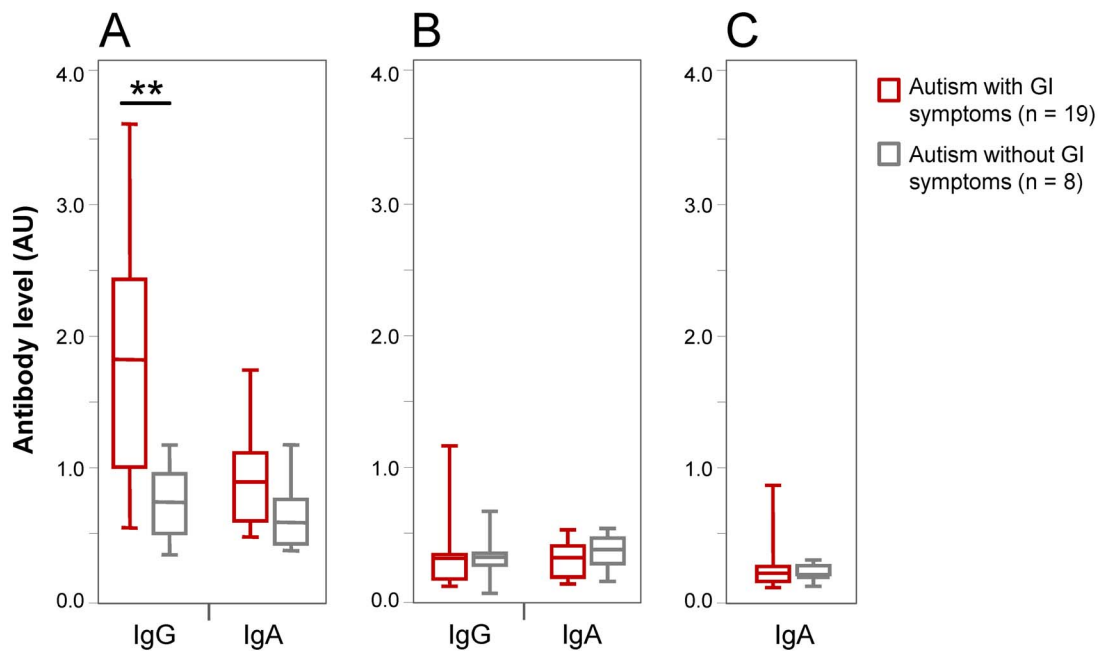 A
B
C
Antibody level (AU)
4.0
3.0
2.0
1.0
0.0
**
IgG
IgA
4.0
3.0
2.0
1.0
0.0
IgG
IgA
4.0
3.0
2.0
1.0
0.0
IgA
Autism with GI
symptoms (n = 19)
Autism without GI
symptoms (n = 8)